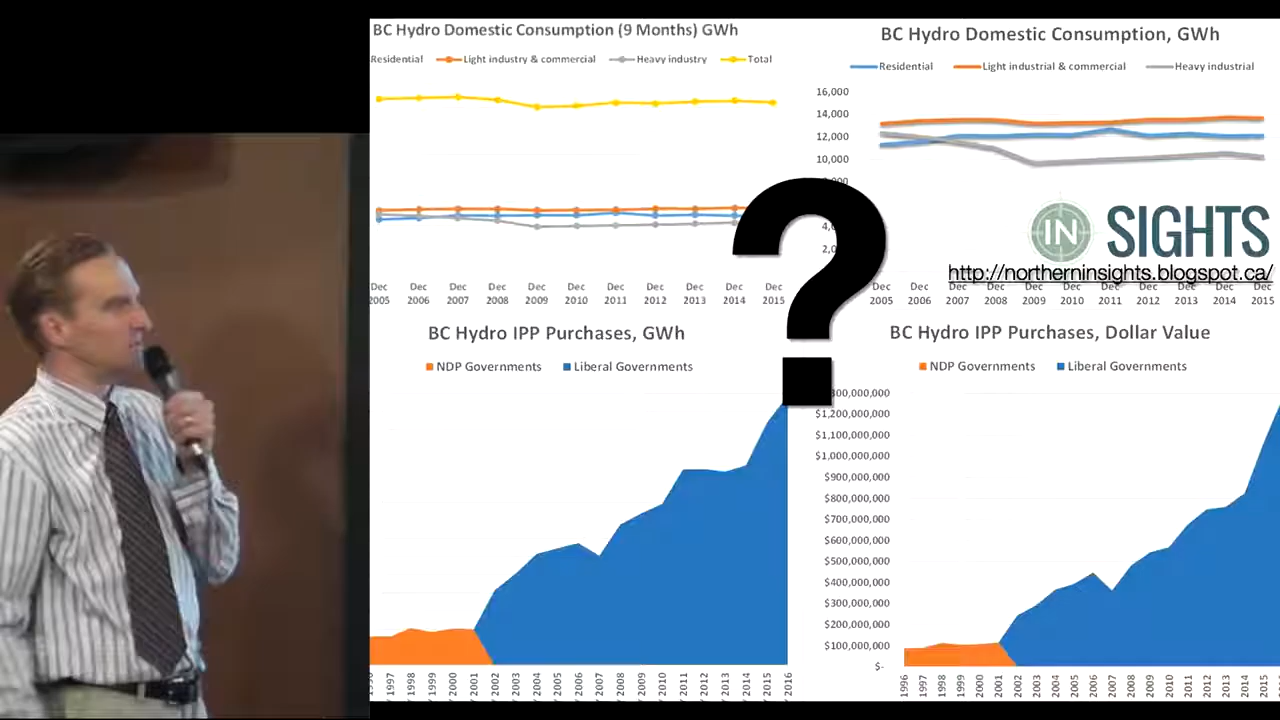 BC Hydro Domestic Consumption (9 Months) GWh
Residential Light industry & commercial Heavy industry Total
Dec Dec Dec Dec Dec Dec Dec Dec Dec Dec Dec
2005 2006 2007 2008 2009 2010 2011 2012 2013 2014 2015
BC Hydro Domestic Consumption, GWh
Residential Light industrial & commercial Heavy industrial
16,000
14,000
12,000
10,000
?
IN SIGHTS
http://northerninsights.blogspot.ca/
Dec Dec Dec Dec Dec Dec Dec Dec Dec Dec Dec
2005 2006 2007 2008 2009 2010 2011 2012 2013 2014 2015
BC Hydro IPP Purchases, GWh
NDP Governments Liberal Governments
1997 1998 1999 2000 2001 2002 2003 2004 2005 2006 2007 2008 2009 2010 2011 2012 2013 2014 2015 2016
BC Hydro IPP Purchases, Dollar Value
NDP Governments Liberal Governments
$1,200,000,000
$1,100,000,000
$1,000,000,000
$900,000,000
$800,000,000
$700,000,000
$600,000,000
$500,000,000
$400,000,000
$300,000,000
$200,000,000
$100,000,000
$-
1996 1997 1998 1999 2000 2001 2002 2003 2004 2005 2006 2007 2008 2009 2010 2011 2012 2013 2014 2015